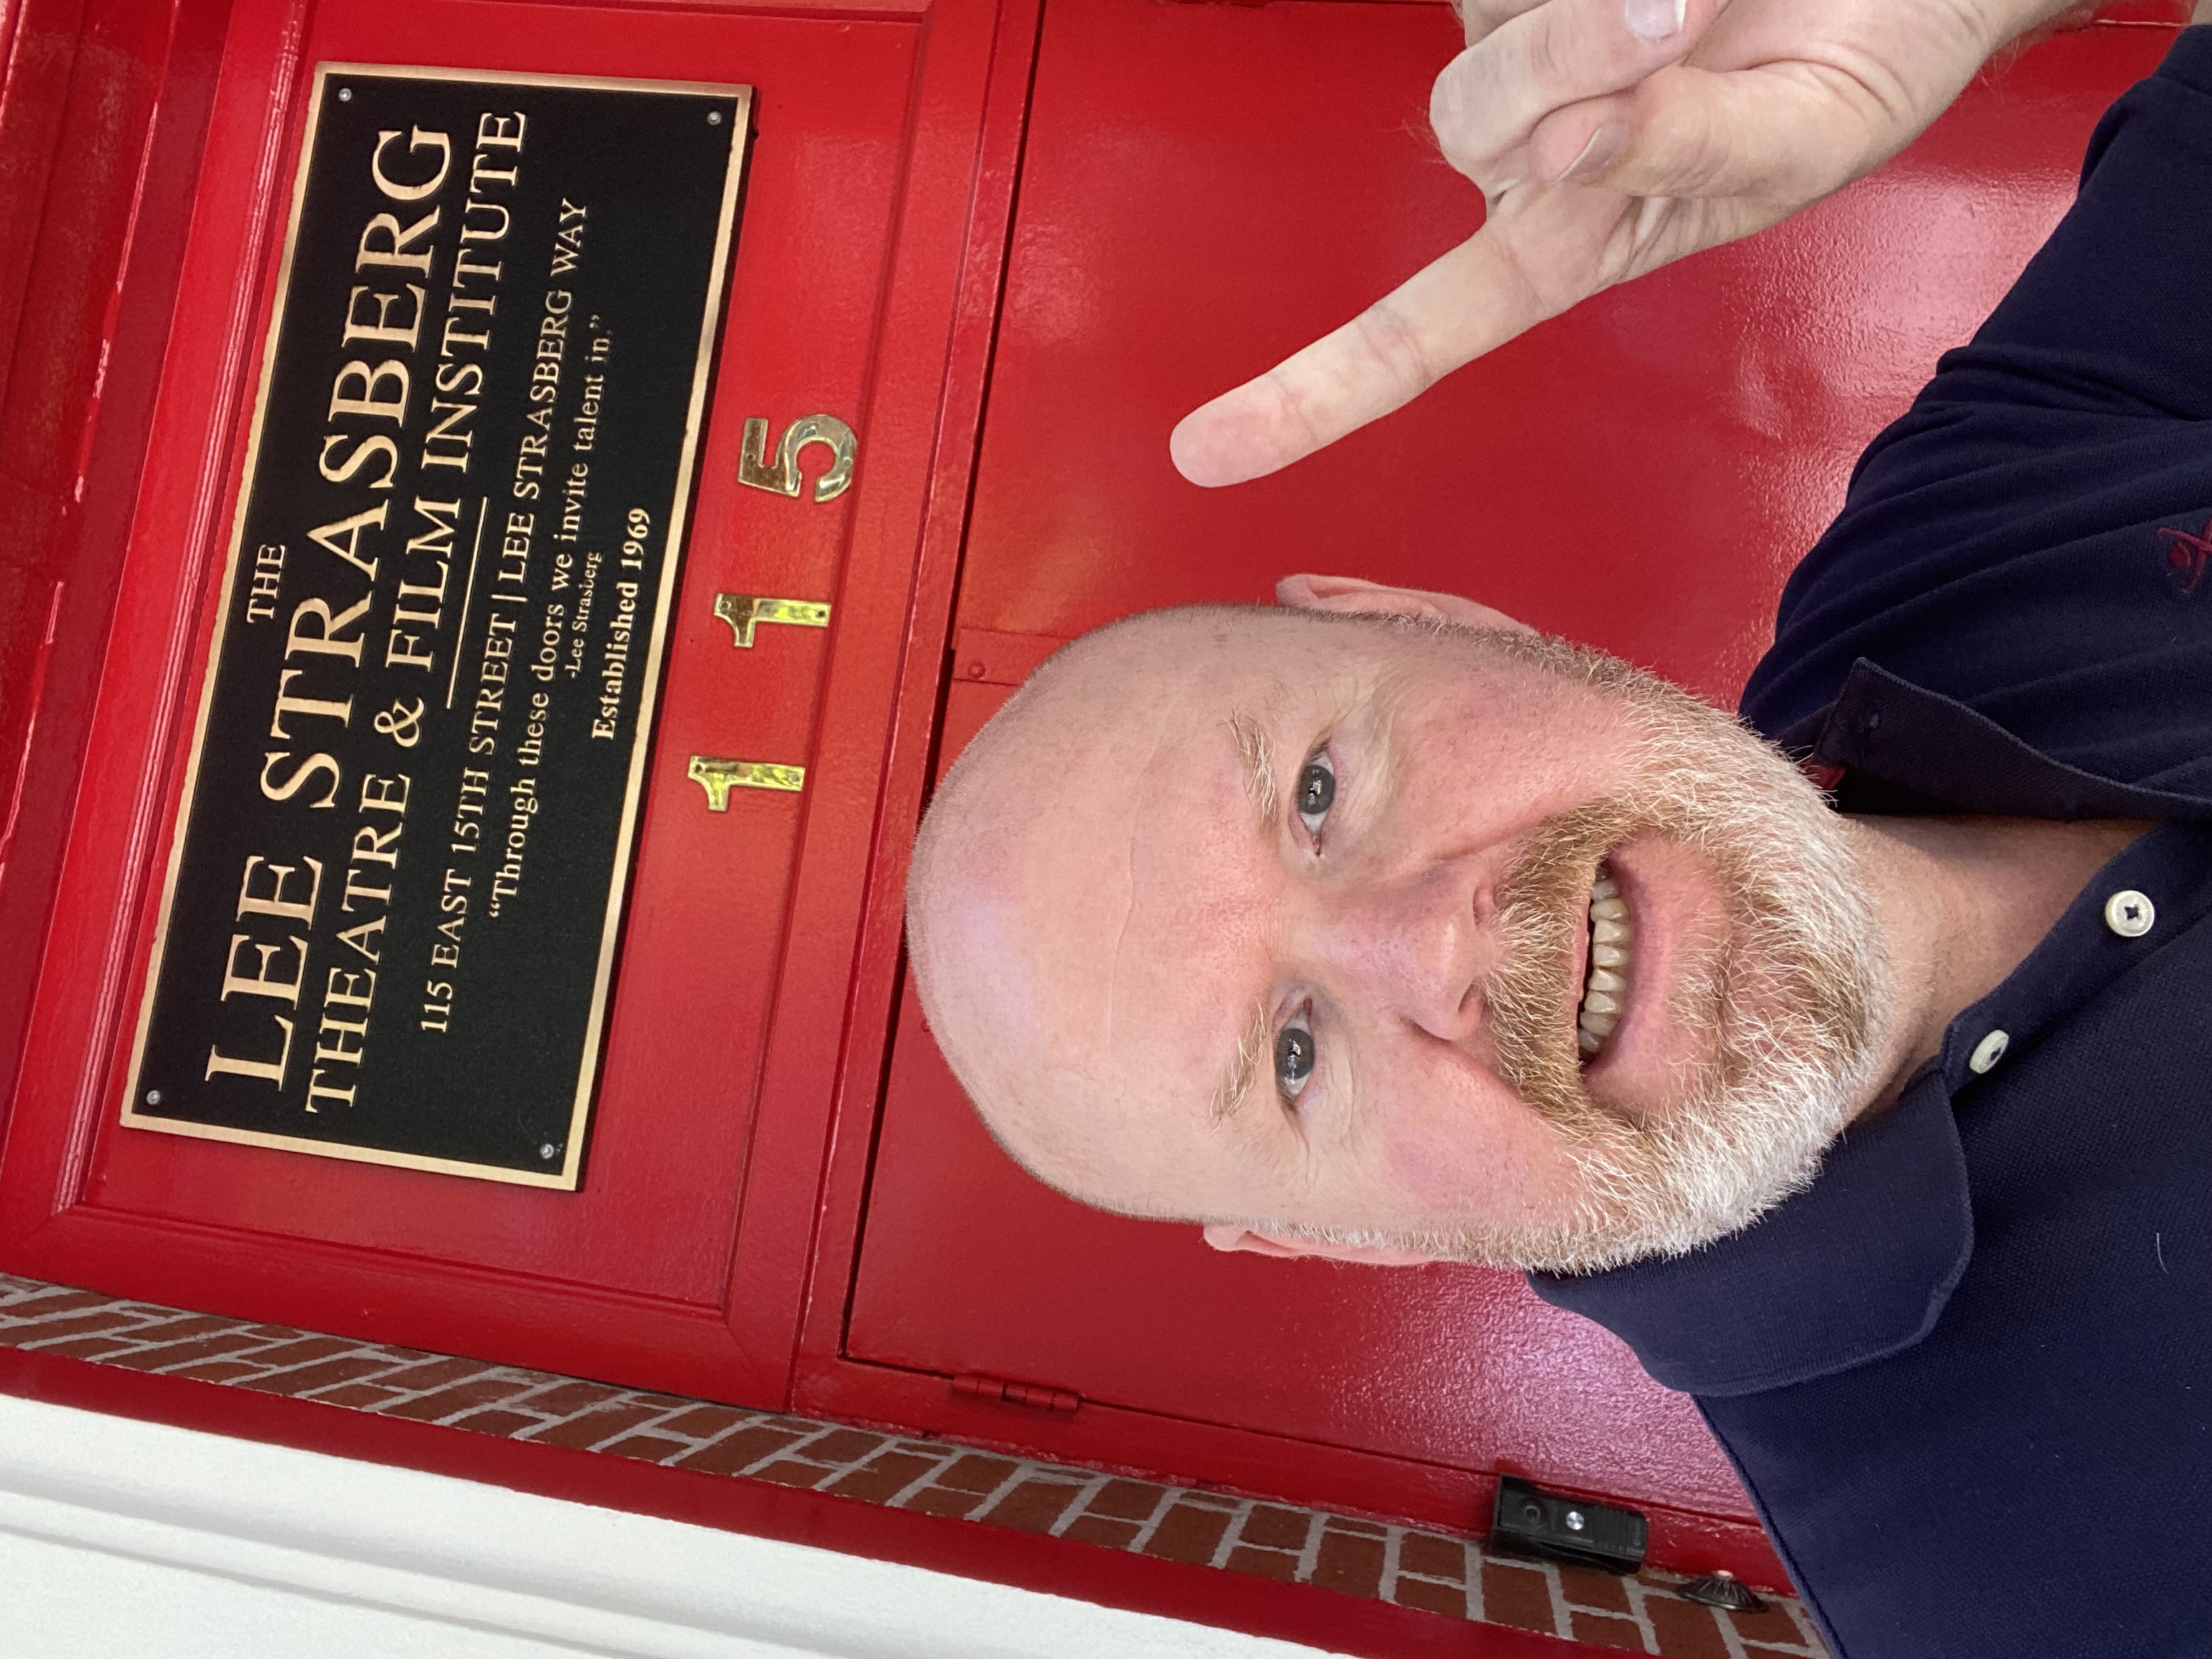 THE
LEE STRASBERG
THEATRE & FILM INSTITUTE
115 EAST 15TH STREET | LEE STRASBERG WAY
“Through these doors we invite talent in.”
-Lee Strasberg
Established 1969
115